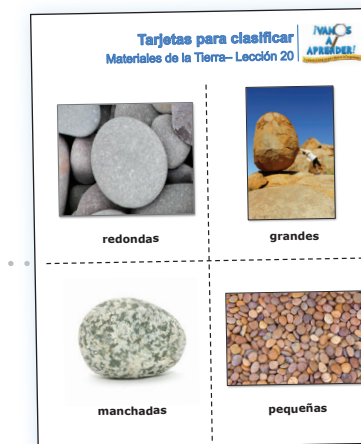 Tarjetas para clasificar
Materiales de la Tierra– Lección 20
¡VAMOS
A
APRENDER!
redondas
grandes
manchadas
pequeñas